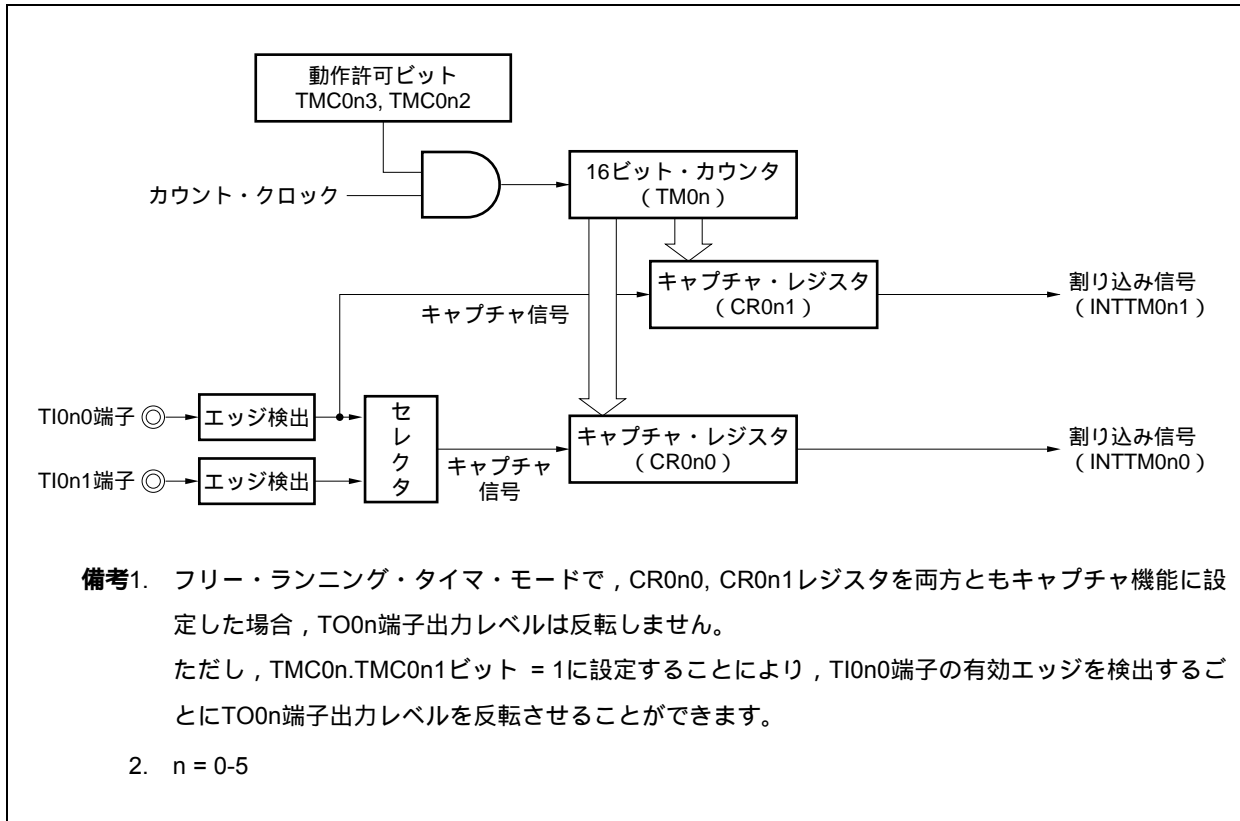 動作許可ビット
TMC0n3, TMC0n2
カウント・クロック
16ビット・カウンタ
（TM0n）
キャプチャ・レジスタ
（CR0n1）
割り込み信号
（INTTM0n1）
キャプチャ信号
TI0n0端子
エッジ検出
セレクタ
キャプチャ・レジスタ
（CR0n0）
割り込み信号
（INTTM0n0）
キャプチャ
信号
TI0n1端子
エッジ検出
備考1. フリー・ランニング・タイマ・モードで，CR0n0, CR0n1レジスタを両方ともキャプチャ機能に設
定した場合，TO0n端子出力レベルは反転しません。
ただし，TMC0n.TMC0n1ビット = 1に設定することにより，TI0n0端子の有効エッジを検出するご
とにTO0n端子出力レベルを反転させることができます。
2. n = 0-5